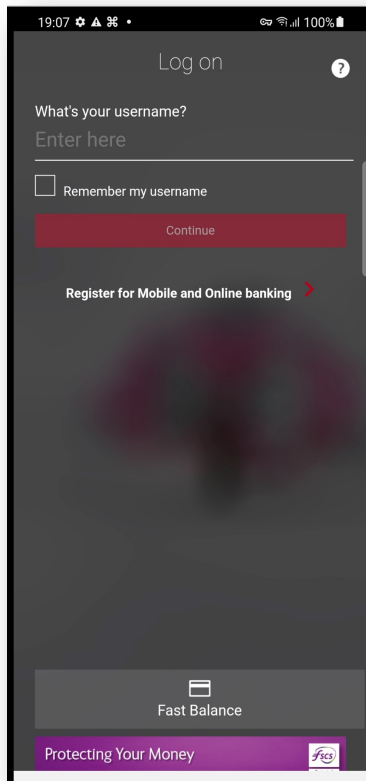 19:07 100%
Log on
?
What's your username?
Enter here
Remember my username
Continue
Register for Mobile and Online banking
Fast Balance
Protecting Your Money fscs